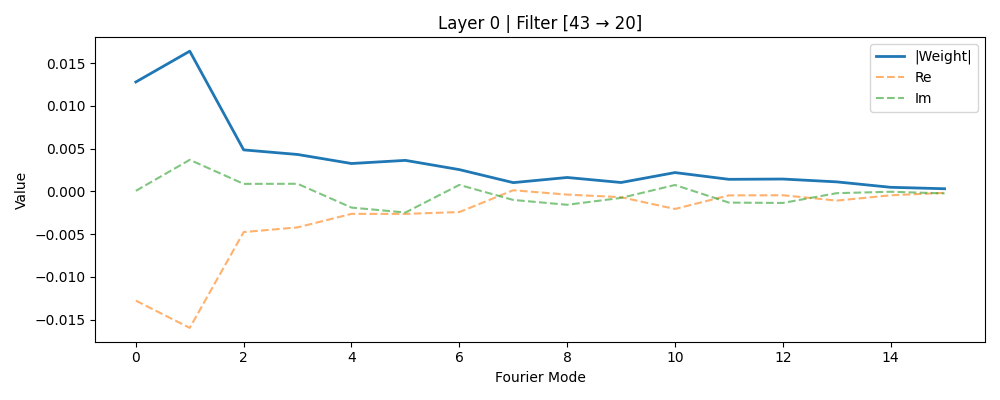 Layer 0 | Filter [43 → 20]
|Weight|
Re
Im
Value
0.015
0.010
0.005
0.000
−0.005
−0.010
−0.015
0 2 4 6 8 10 12 14
Fourier Mode